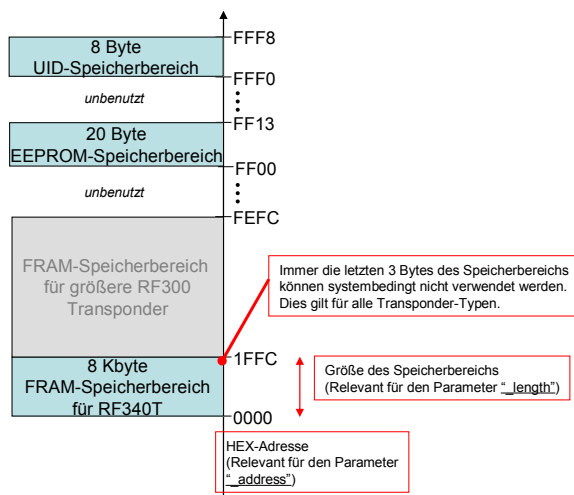 8 Byte
UID-Speicherbereich
FFF8
FFF0
unbenutzt
FF13
20 Byte
EEPROM-Speicherbereich
FF00
unbenutzt
FEFC
FRAM-Speicherbereich
für größere RF300
Transponder
Immer die letzten 3 Bytes des Speicherbereichs
können systembedingt nicht verwendet werden.
Dies gilt für alle Transponder-Typen.
1FFC
8 Kbyte
FRAM-Speicherbereich
für RF340T
Größe des Speicherbereichs
(Relevant für den Parameter "_length")
0000
HEX-Adresse
(Relevant für den Parameter
"_address")